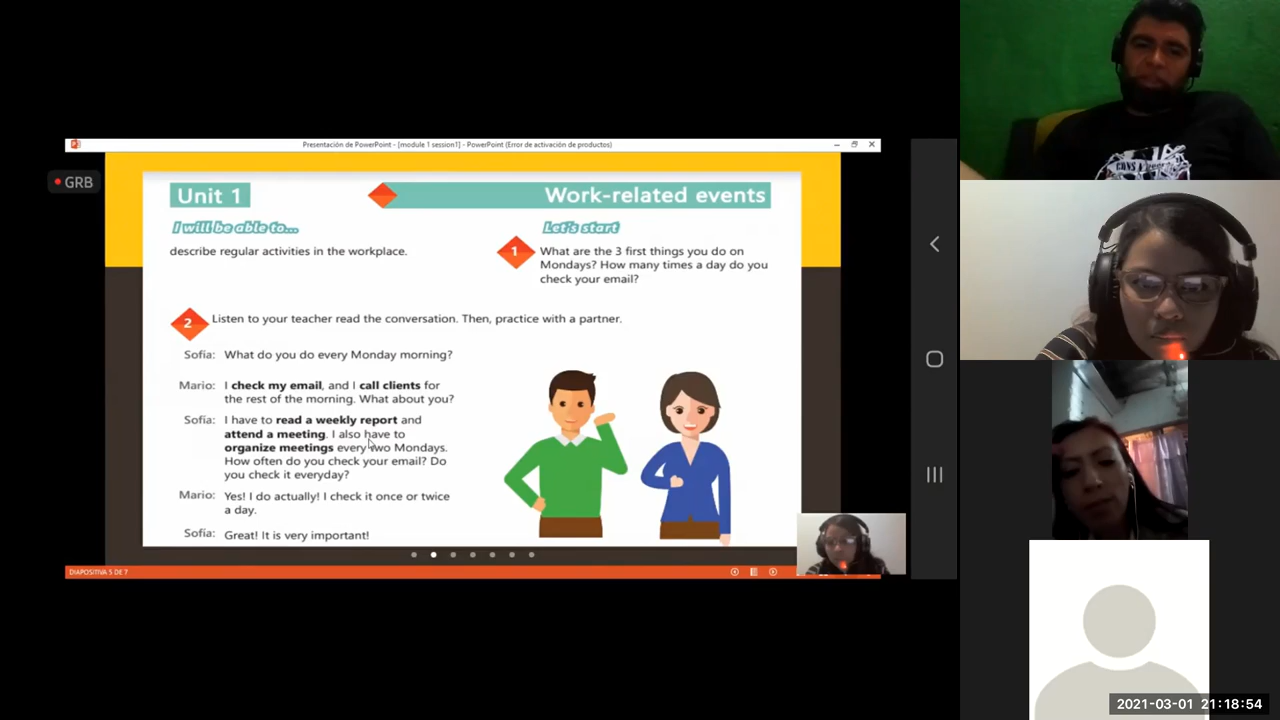 Presentación de PowerPoint - [module 1 session1] - PowerPoint (Error de activación de productos)
GRB
Unit 1
Work-related events
I will be able to...
Let's start
describe regular activities in the workplace.
1
What are the 3 first things you do on
Mondays? How many times a day do you
check your email?
2
Listen to your teacher read the conversation. Then, practice with a partner.
Sofía: What do you do every Monday morning?
Mario: I check my email, and I call clients for
the rest of the morning. What about you?
Sofía: I have to read a weekly report and
attend a meeting. I also have to
organize meetings every two Mondays.
How often do you check your email? Do
you check it everyday?
Mario: Yes! I do actually! I check it once or twice
a day.
Sofía: Great! It is very important!
DIAPOSITIVA 5 DE 7
2021-03-01 21:18:54